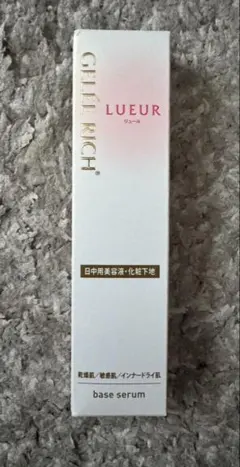 GELÉE RICH®
LUEUR
リュール
日中用美容液・化粧下地
乾燥肌/敏感肌/インナードライ肌
base serum